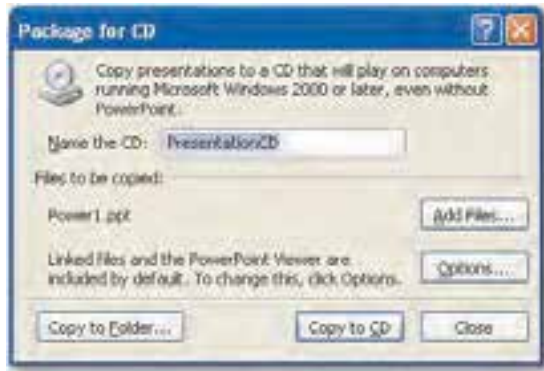 Package for CD
Copy presentations to a CD that will play on computers
running Microsoft Windows 2000 or later, even without
PowerPoint.
Name the CD: PresentationCD
Files to be copied:
Power1.ppt
Add Files...
Linked files and the PowerPoint Viewer are
included by default. To change this, click Options.
Options...
Copy to Folder...
Copy to CD
Close